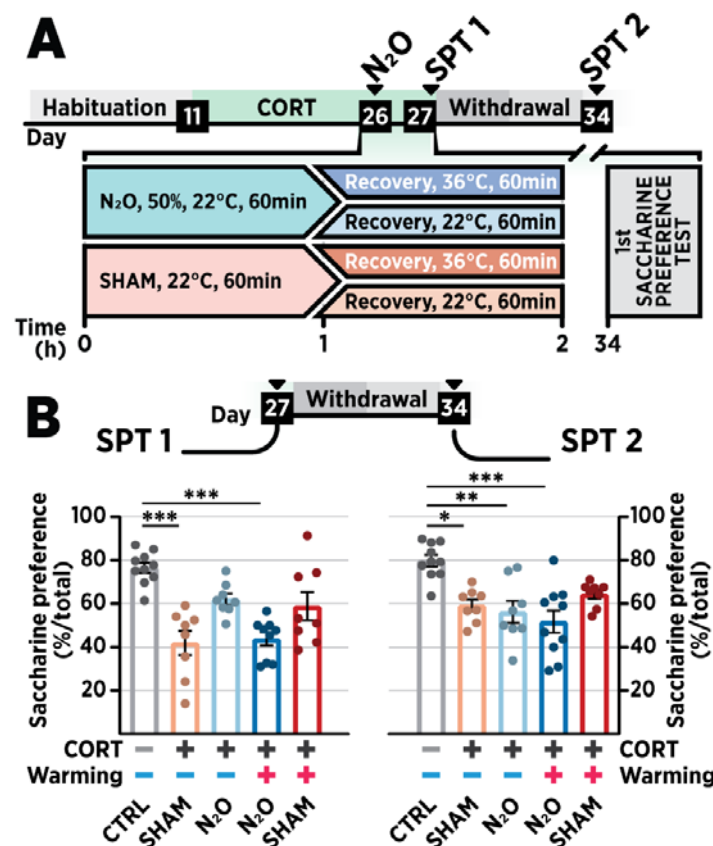 A
N₂O
SPT 1
SPT 2
Habituation 11 CORT 26 27 Withdrawal 34
Day
N₂O, 50%, 22°C, 60min
Recovery, 36°C, 60min
Recovery, 22°C, 60min
SHAM, 22°C, 60min
Recovery, 36°C, 60min
Recovery, 22°C, 60min
1st
SACCHARINE
PREFERENCE
TEST
Time
(h)
0 1 2 34
B
Day 27 Withdrawal 34
SPT 1 SPT 2
Saccharine preference
(%/total)
100
80
60
40
20
***
***
CORT − + + + +
Warming − − − + +
CTRL
SHAM
N₂O
N₂O
SHAM
***
**
*
100
80
60
40
20
Saccharine preference
(%/total)
− + + + + CORT
− − − + + Warming
CTRL
SHAM
N₂O
N₂O
SHAM